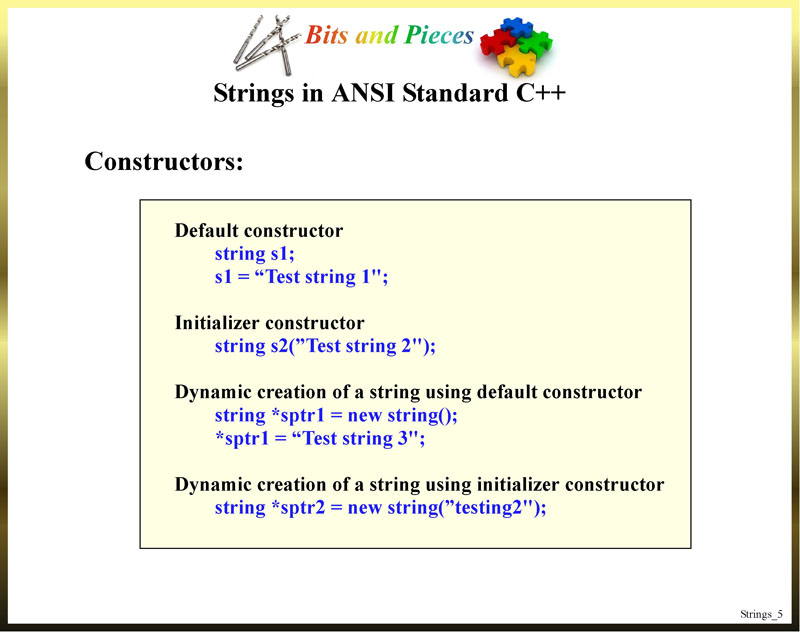 Bits and Pieces
Strings in ANSI Standard C++
Constructors:
Default constructor
string s1;
s1 = “Test string 1";
Initializer constructor
string s2(”Test string 2");
Dynamic creation of a string using default constructor
string *sptr1 = new string();
*sptr1 = “Test string 3";
Dynamic creation of a string using initializer constructor
string *sptr2 = new string(”testing2");
Strings_5